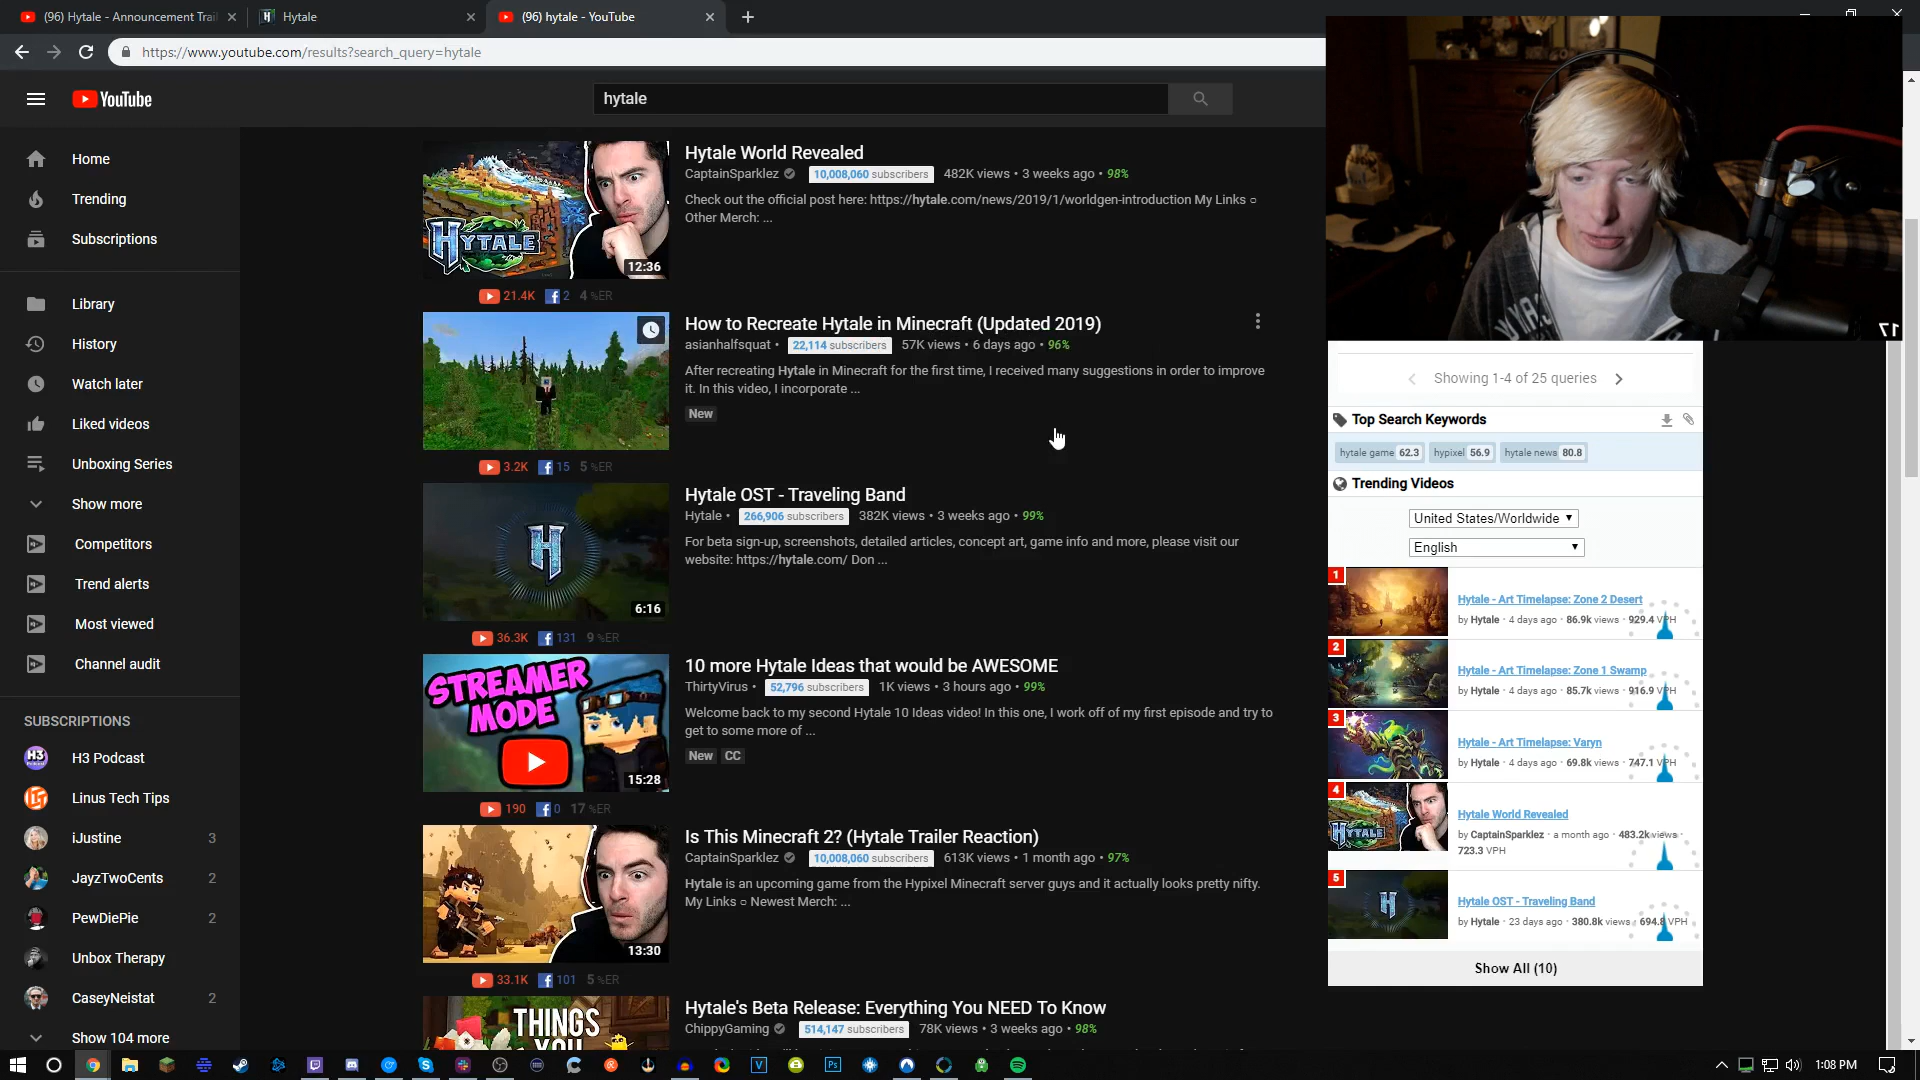 (96) Hytale - Announcement Trai
Hytale
(96) hytale - YouTube
https://www.youtube.com/results?search_query=hytale
YouTube
hytale
Home
Trending
Subscriptions
Library
History
Watch later
Liked videos
Unboxing Series
Show more
Competitors
Trend alerts
Most viewed
Channel audit
SUBSCRIPTIONS
H3 Podcast
Linus Tech Tips
iJustine 3
JayzTwoCents 2
PewDiePie 2
Unbox Therapy
CaseyNeistat 2
Show 104 more
HYTALE
12:36
Hytale World Revealed
CaptainSparklez 10,008,060 subscribers 482K views • 3 weeks ago • 98%
Check out the official post here: https://hytale.com/news/2019/1/worldgen-introduction My Links ○
Other Merch: ...
21.4K 2 4 %ER
How to Recreate Hytale in Minecraft (Updated 2019)
asianhalfsquat • 22,114 subscribers 57K views • 6 days ago • 96%
After recreating Hytale in Minecraft for the first time, I received many suggestions in order to improve
it. In this video, I incorporate ...
New
3.2K 15 5 %ER
6:16
Hytale OST - Traveling Band
Hytale • 266,906 subscribers 382K views • 3 weeks ago • 99%
For beta sign-up, screenshots, detailed articles, concept art, game info and more, please visit our
website: https://hytale.com/ Don ...
36.3K 131 9 %ER
STREAMER
MODE
15:28
10 more Hytale Ideas that would be AWESOME
ThirtyVirus • 52,796 subscribers 1K views • 3 hours ago • 99%
Welcome back to my second Hytale 10 Ideas video! In this one, I work off of my first episode and try to
get to some more of ...
New CC
190 0 17 %ER
13:30
Is This Minecraft 2? (Hytale Trailer Reaction)
CaptainSparklez 10,008,060 subscribers 613K views • 1 month ago • 97%
Hytale is an upcoming game from the Hypixel Minecraft server guys and it actually looks pretty nifty.
My Links ○ Newest Merch: ...
33.1K 101 5 %ER
THINGS
YOU
Hytale's Beta Release: Everything You NEED To Know
ChippyGaming 514,147 subscribers 78K views • 3 weeks ago • 98%
17
Showing 1-4 of 25 queries
Top Search Keywords
hytale game 62.3 hypixel 56.9 hytale news 80.8
Trending Videos
United States/Worldwide
English
1
Hytale - Art Timelapse: Zone 2 Desert
by Hytale • 4 days ago • 86.9k views • 929.4 VPH
2
Hytale - Art Timelapse: Zone 1 Swamp
by Hytale • 4 days ago • 85.7k views • 916.9 VPH
3
Hytale - Art Timelapse: Varyn
by Hytale • 4 days ago • 69.8k views • 747.1 VPH
4
HYTALE
Hytale World Revealed
by CaptainSparklez • a month ago • 483.2k views •
723.3 VPH
5
Hytale OST - Traveling Band
by Hytale • 23 days ago • 380.8k views • 694.8 VPH
Show All (10)
1:08 PM